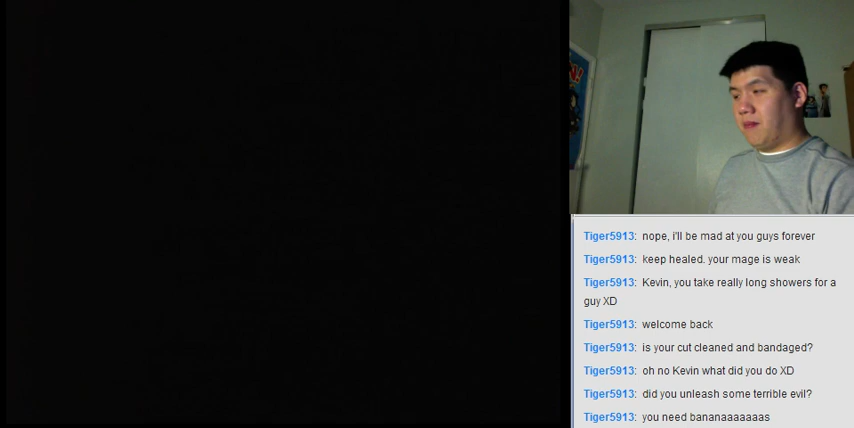 Tiger5913: nope, i'll be mad at you guys forever
Tiger5913: keep healed. your mage is weak
Tiger5913: Kevin, you take really long showers for a
guy XD
Tiger5913: welcome back
Tiger5913: is your cut cleaned and bandaged?
Tiger5913: oh no Kevin what did you do XD
Tiger5913: did you unleash some terrible evil?
Tiger5913: you need bananaaaaaas